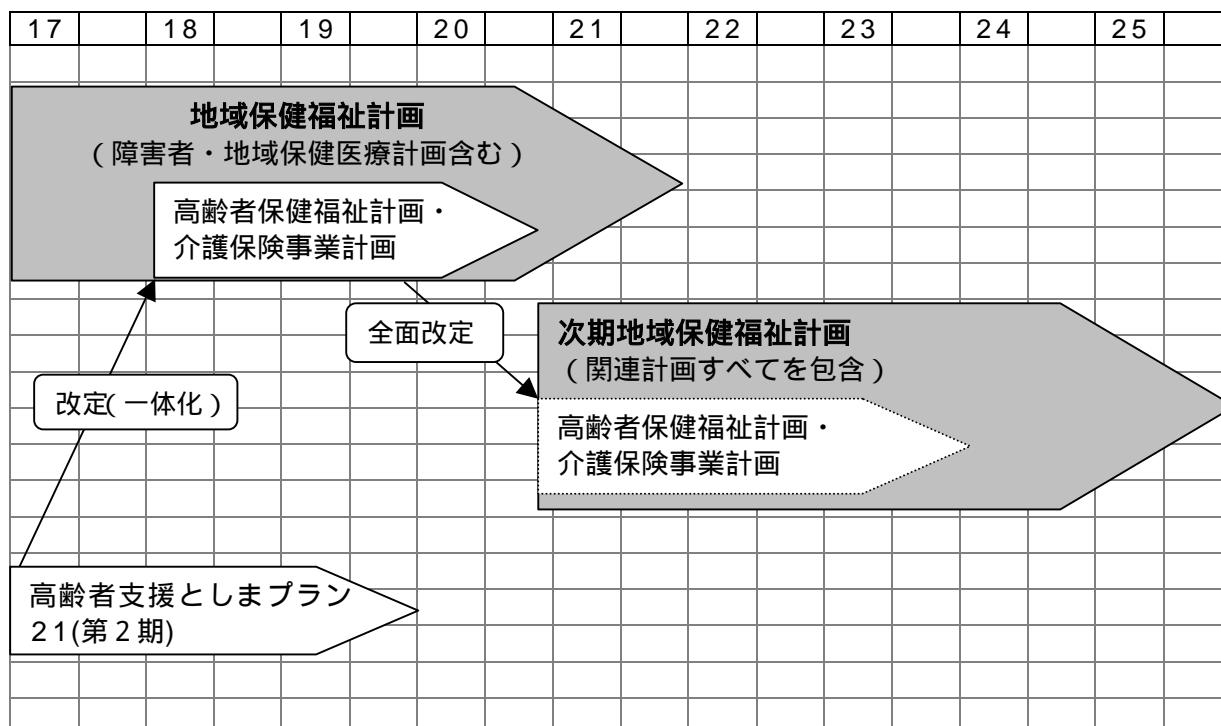 17 18 19 20 21 22 23 24 25
地域保健福祉計画
（障害者・地域保健医療計画含む）
高齢者保健福祉計画・
介護保険事業計画
全面改定
次期地域保健福祉計画
（関連計画すべてを包含）
改定（一体化）
高齢者保健福祉計画・
介護保険事業計画
高齢者支援としまプラン
２１(第２期)